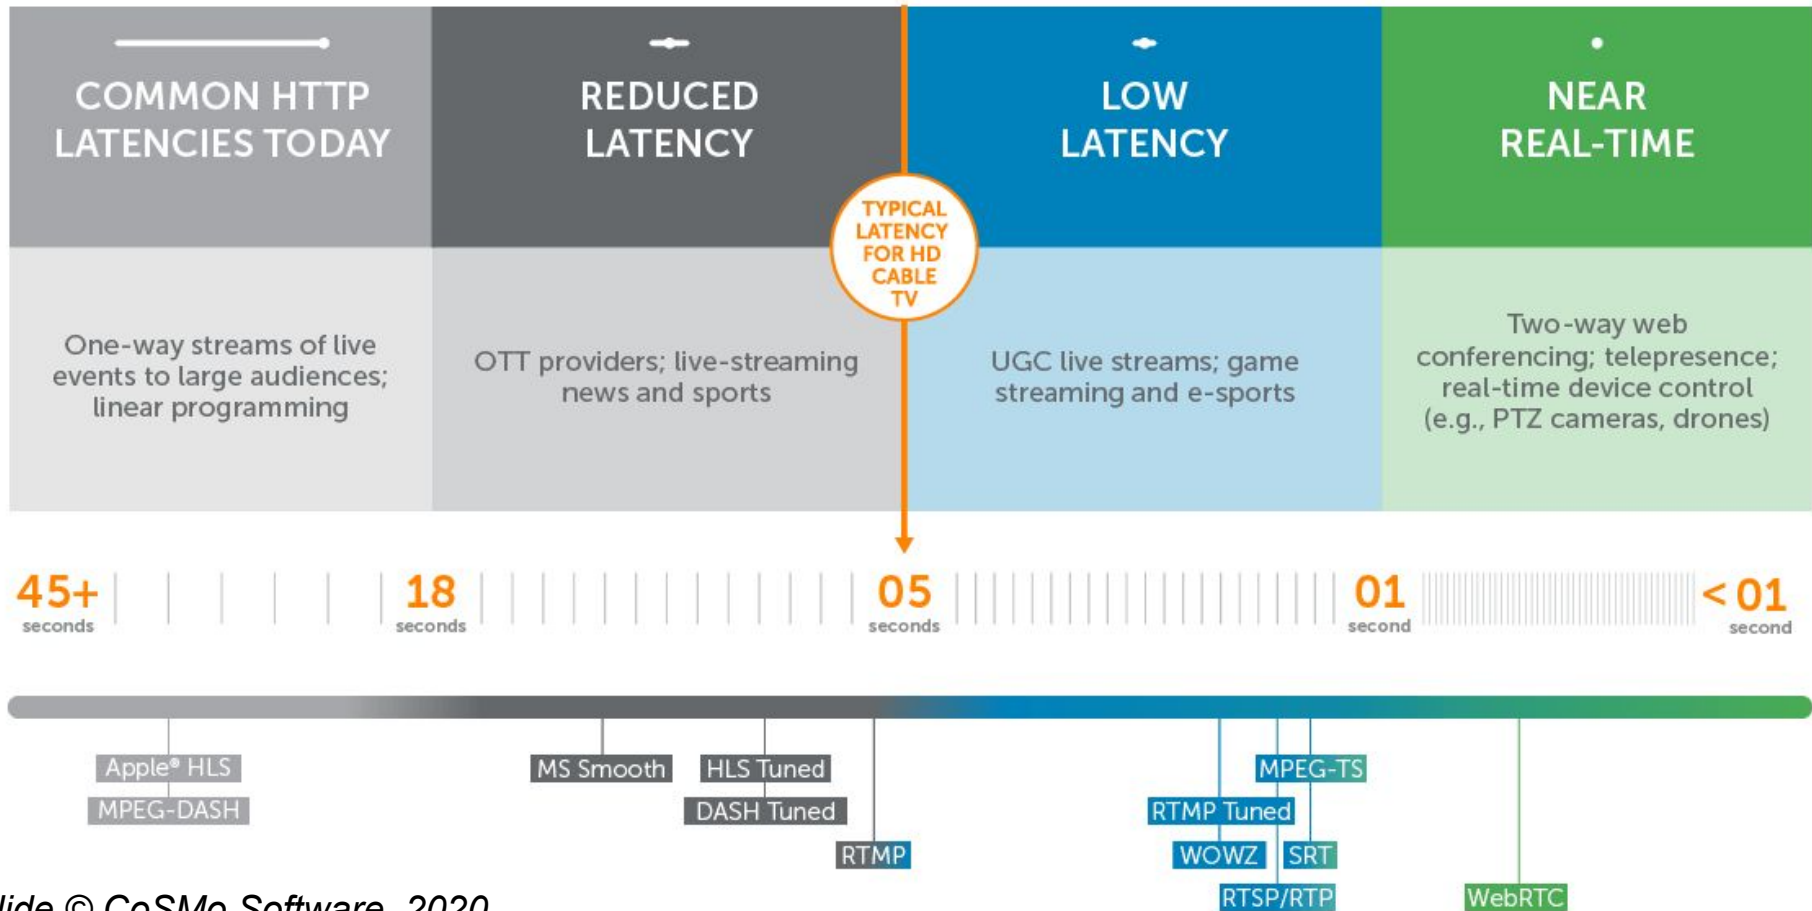 COMMON HTTP
LATENCIES TODAY
REDUCED
LATENCY
LOW
LATENCY
NEAR
REAL-TIME
TYPICAL
LATENCY
FOR HD
CABLE
TV
One-way streams of live
events to large audiences;
linear programming
OTT providers; live-streaming
news and sports
UGC live streams; game
streaming and e-sports
Two-way web
conferencing; telepresence;
real-time device control
(e.g., PTZ cameras, drones)
45+
seconds
18
seconds
05
seconds
01
second
< 01
second
Apple® HLS
MPEG-DASH
MS Smooth
HLS Tuned
DASH Tuned
RTMP
MPEG-TS
RTMP Tuned
WOWZ
SRT
RTSP/RTP
WebRTC
lide © CoSMo Software, 2020